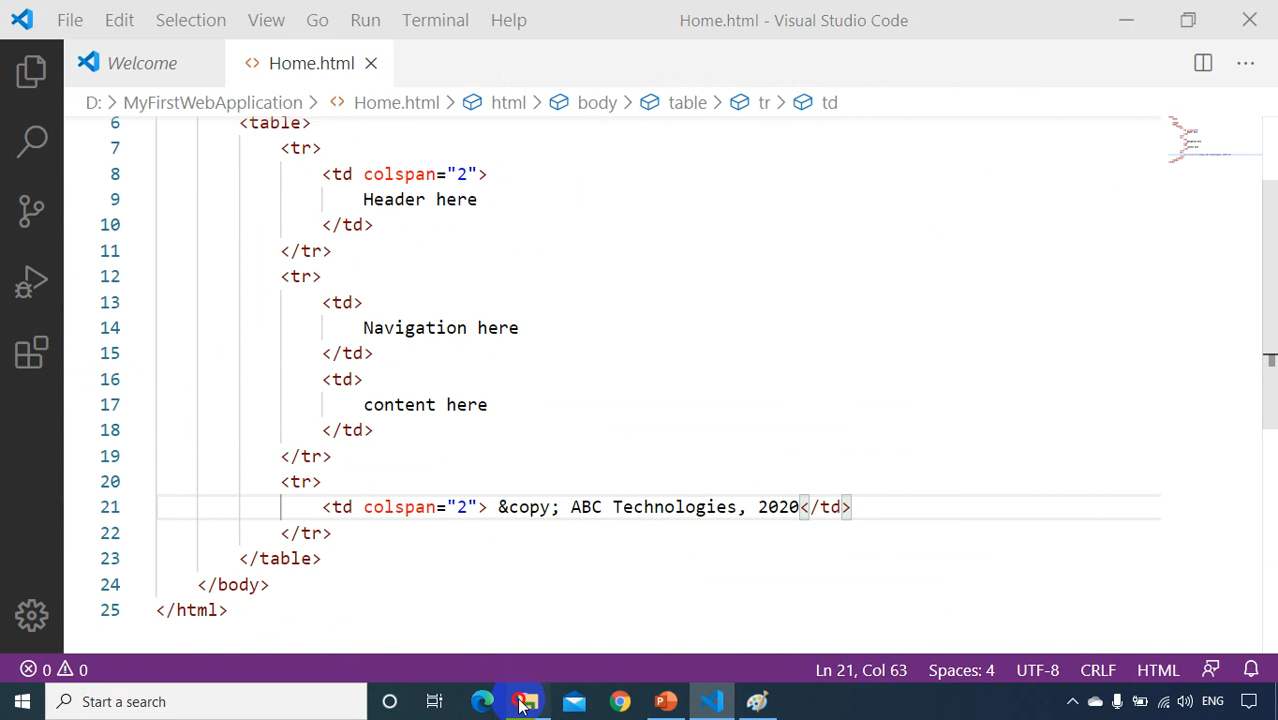 File Edit Selection View Go Run Terminal Help Home.html - Visual Studio Code
Welcome <> Home.html
D: > MyFirstWebApplication > <> Home.html > html > body > table > tr > td
6 <table>
7 <tr>
8 <td colspan="2">
9 Header here
10 </td>
11 </tr>
12 <tr>
13 <td>
14 Navigation here
15 </td>
16 <td>
17 content here
18 </td>
19 </tr>
20 <tr>
21 <td colspan="2"> &copy; ABC Technologies, 2020</td>
22 </tr>
23 </table>
24 </body>
25 </html>
0 0 Ln 21, Col 63 Spaces: 4 UTF-8 CRLF HTML
Start a search ENG